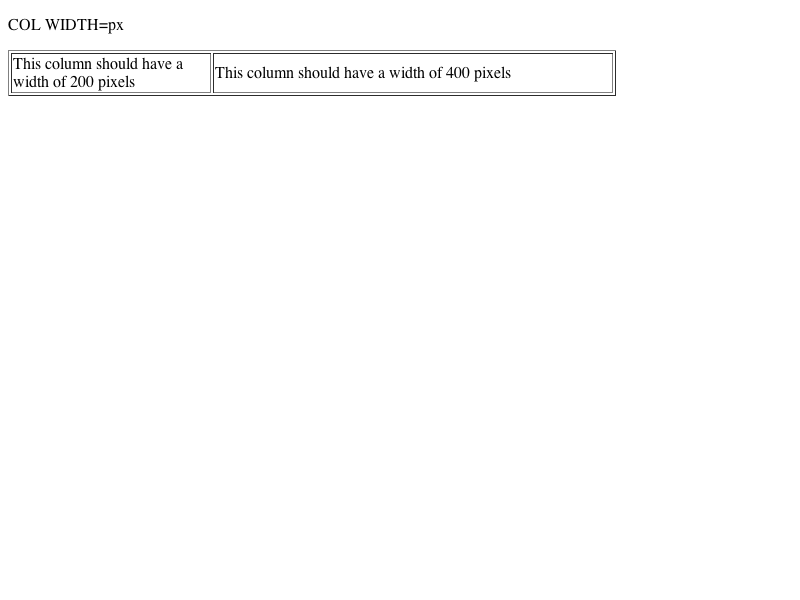 COL WIDTH=px
This column should have a
width of 200 pixels
This column should have a width of 400 pixels